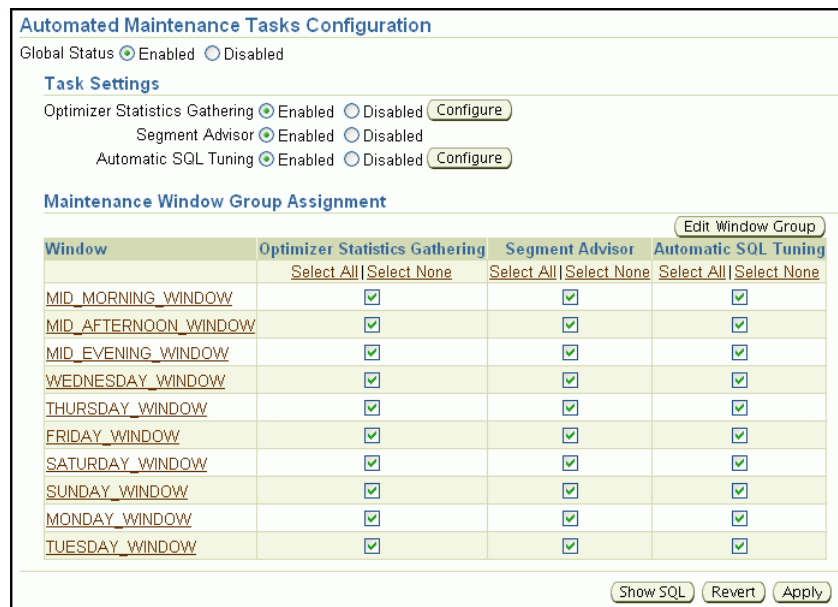 Automated Maintenance Tasks Configuration
Global Status Enabled Disabled
Task Settings
Optimizer Statistics Gathering Enabled Disabled Configure
Segment Advisor Enabled Disabled
Automatic SQL Tuning Enabled Disabled Configure
Maintenance Window Group Assignment
Edit Window Group
Window Optimizer Statistics Gathering Segment Advisor Automatic SQL Tuning
Select All|Select None Select All|Select None Select All|Select None
MID_MORNING_WINDOW
MID_AFTERNOON_WINDOW
MID_EVENING_WINDOW
WEDNESDAY_WINDOW
THURSDAY_WINDOW
FRIDAY_WINDOW
SATURDAY_WINDOW
SUNDAY_WINDOW
MONDAY_WINDOW
TUESDAY_WINDOW
Show SQL Revert Apply